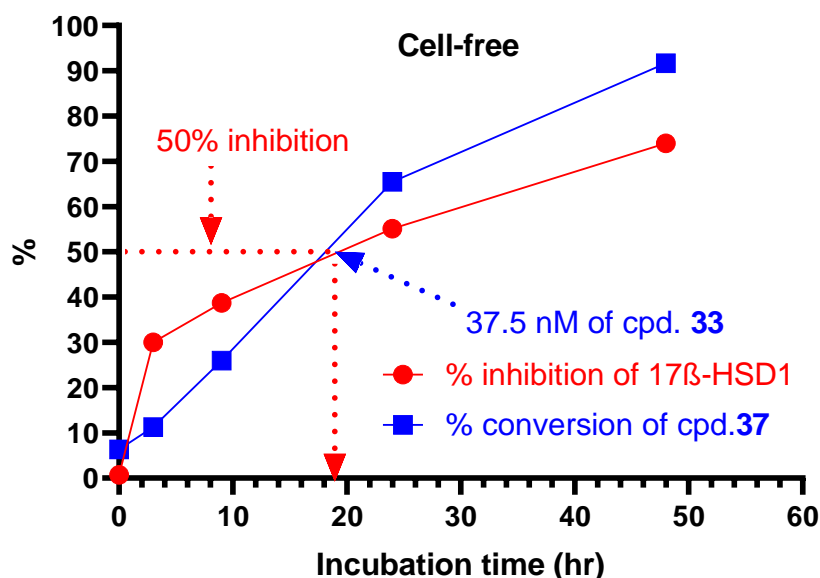 Cell-free
100
90
80
70
60
50
40
30
20
10
0
%
50% inhibition
37.5 nM of cpd. 33
% inhibition of 17ß-HSD1
% conversion of cpd.37
0 10 20 30 40 50 60
Incubation time (hr)